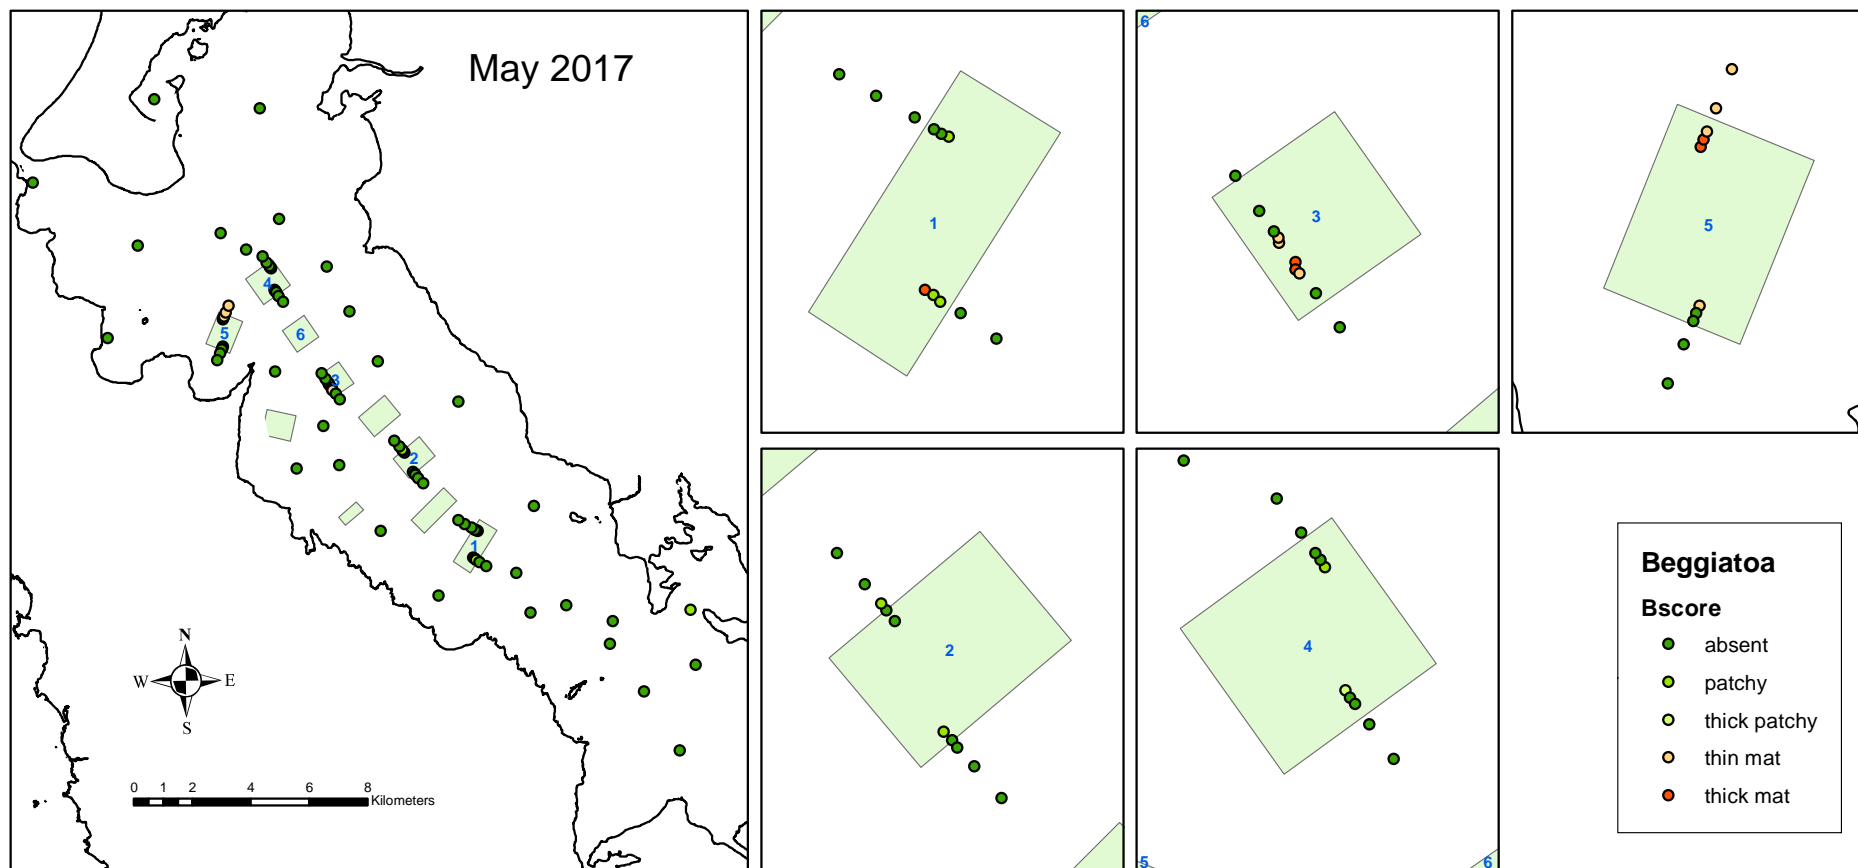 May 2017
4
5
6
3
2
1
N
W
E
S
0 1 2 4 6 8
Kilometers
1
6
3
5
2
4
5
6
Beggiatoa
Bscore
absent
patchy
thick patchy
thin mat
thick mat